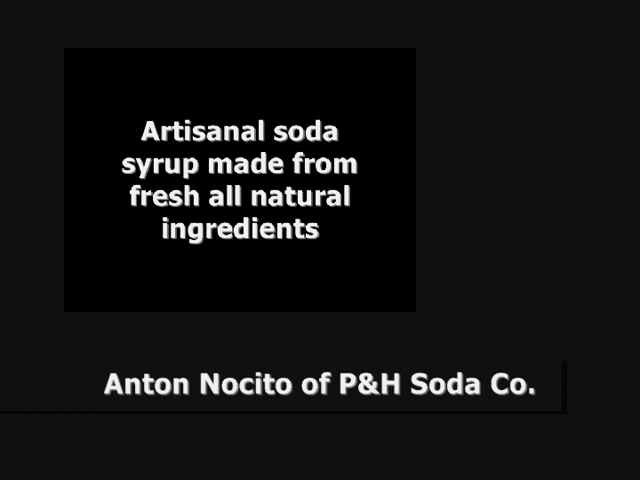 Artisanal soda
syrup made from
fresh all natural
ingredients
Anton Nocito of P&H Soda Co.